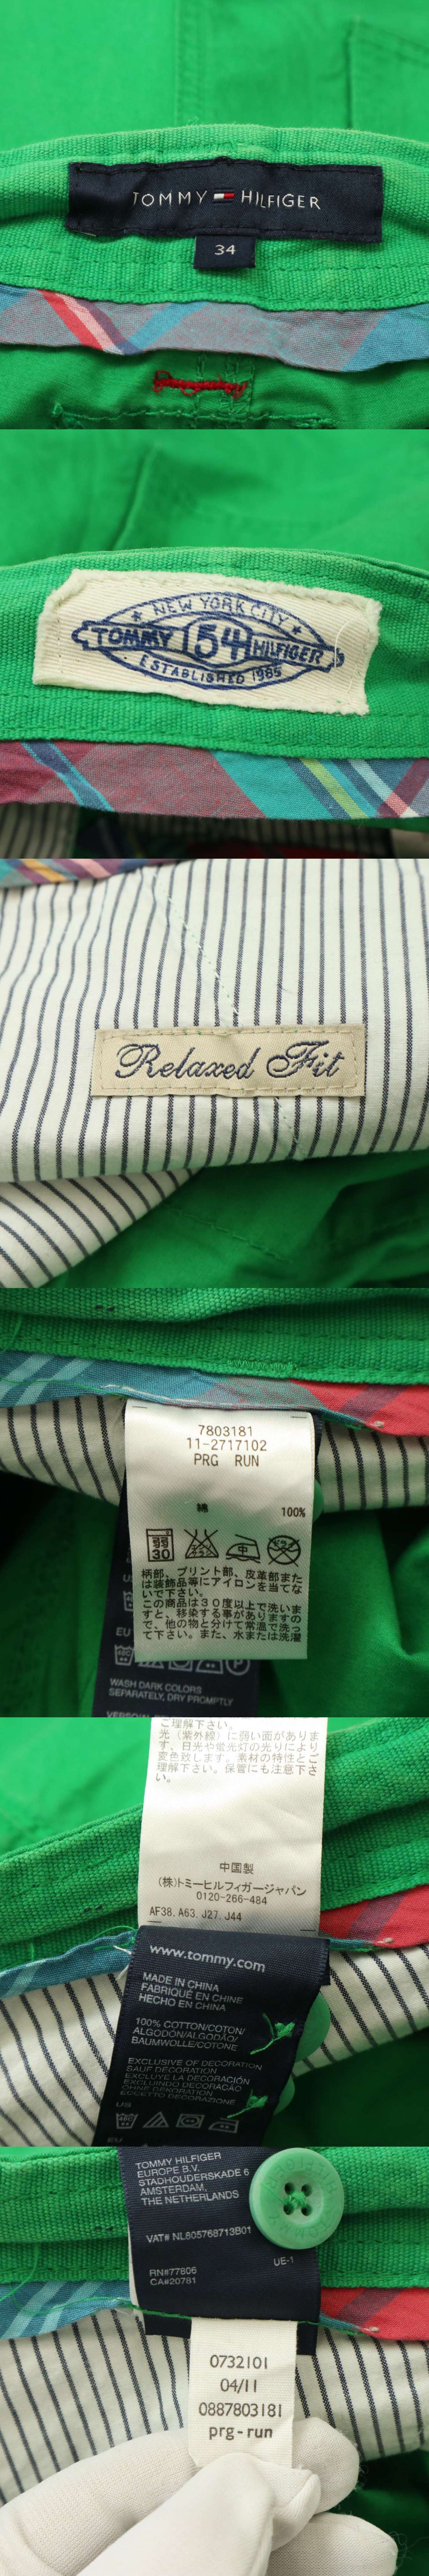 TOMMY HILFIGER
34
NEW YORK CITY
TOMMY 54 HILFIGER
ESTABLISHED 1985
Relaxed Fit
7803181
11-2717102
PRG RUN
綿 100%
弱 30
中
柄部、プリント部、皮革部また
は装飾品等にアイロンを当てな
いで下さい。
この商品は30度以上で洗いま
すと、移染する事がありますの
で、他の物と分けて常温で洗っ
て下さい。また、水または洗濯
EU
WASH DARK COLORS
SEPARATELY, DRY PROMPTLY
ご理解下さい。
光(紫外線)に弱い面がありま
す、日光や蛍光灯の光りにより
変色致します。素材の特性とご
理解下さい。保管にも注意下さ
い。
中国製
(株)トミーヒルフィガージャパン
0120-266-484
AF38. A63. J27. J44
www.tommy.com
MADE IN CHINA
FABRIQUÉ EN CHINE
HECHO EN CHINA
100% COTTON/COTON/
ALGODÓN/ALGODÃO/
BAUMWOLLE/COTONE
EXCLUSIVE OF DECORATION
SAUF DECORATION
EXCLUYE LA DECORACIÓN
EXCLUINDO DECORAÇÃO
OHNE DEKORATION
ECCETTO DECORAZIONE
US
TOMMY HILFIGER
EUROPE B.V.
STADHOUDERSKADE 6
AMSTERDAM,
THE NETHERLANDS
VAT# NL805768713B01
UE-1
RN#77806
CA#20781
0732101
04/11
0887803181
prg-run